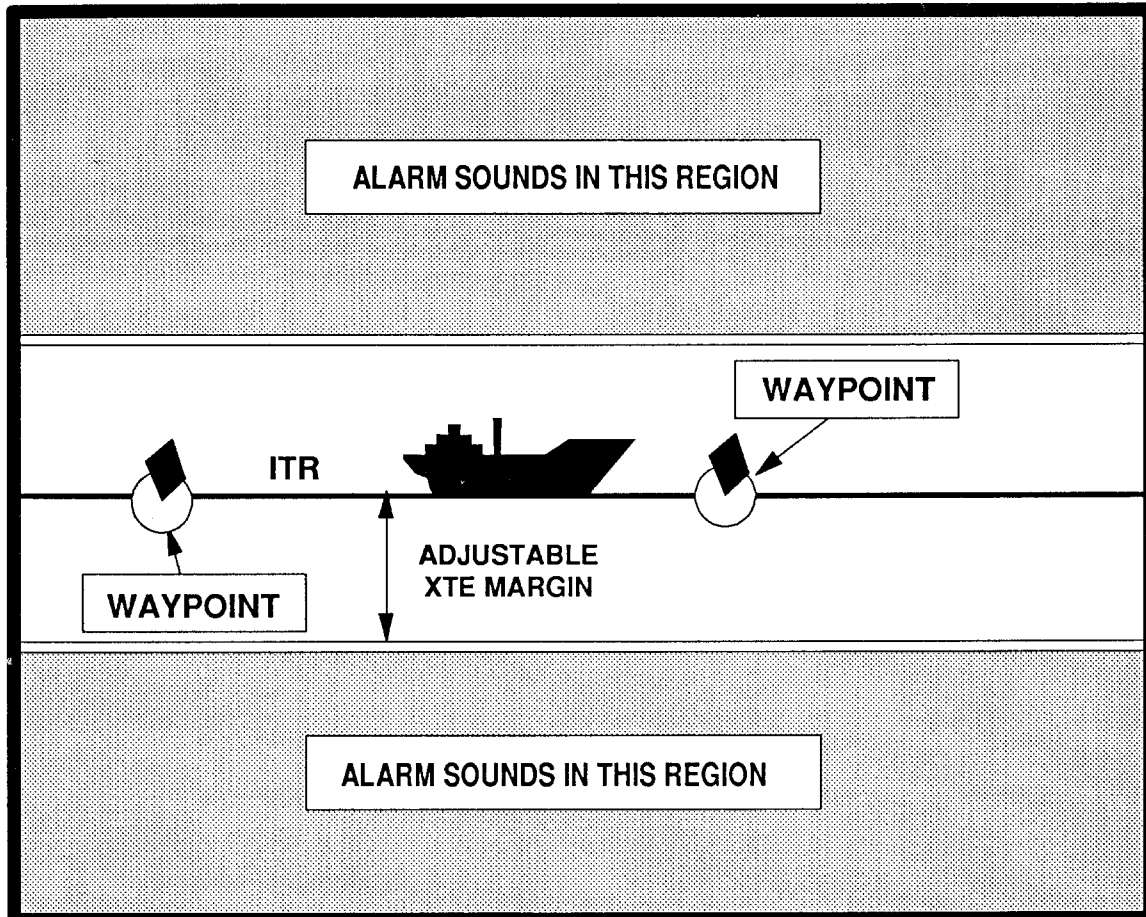 ALARM SOUNDS IN THIS REGION
WAYPOINT
ITR
ADJUSTABLE
XTE MARGIN
WAYPOINT
ALARM SOUNDS IN THIS REGION